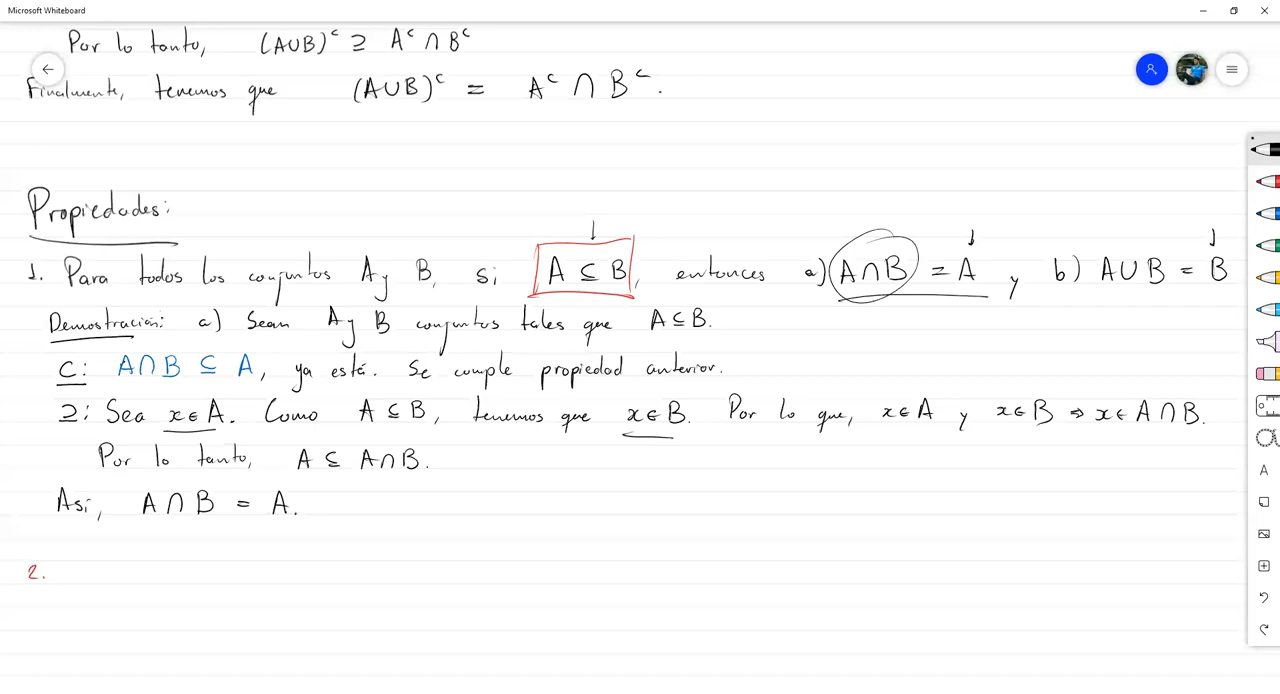 Microsoft Whiteboard
Por lo tanto, (A∪B)ᶜ ⊇ Aᶜ ∩ Bᶜ
Finalmente, tenemos que (A∪B)ᶜ = Aᶜ ∩ Bᶜ.
Propiedades:
1. Para todos los conjuntos A y B, si A ⊆ B, entonces a) A∩B = A y b) A∪B = B
Demostración: a) Sean A y B conjuntos tales que A ⊆ B.
⊆: A∩B ⊆ A, ya está. Se cumple propiedad anterior.
⊇: Sea x∈A. Como A ⊆ B, tenemos que x∈B. Por lo que, x∈A y x∈B ⇒ x∈A∩B.
Por lo tanto, A ⊆ A∩B.
Así, A∩B = A.
2.
A